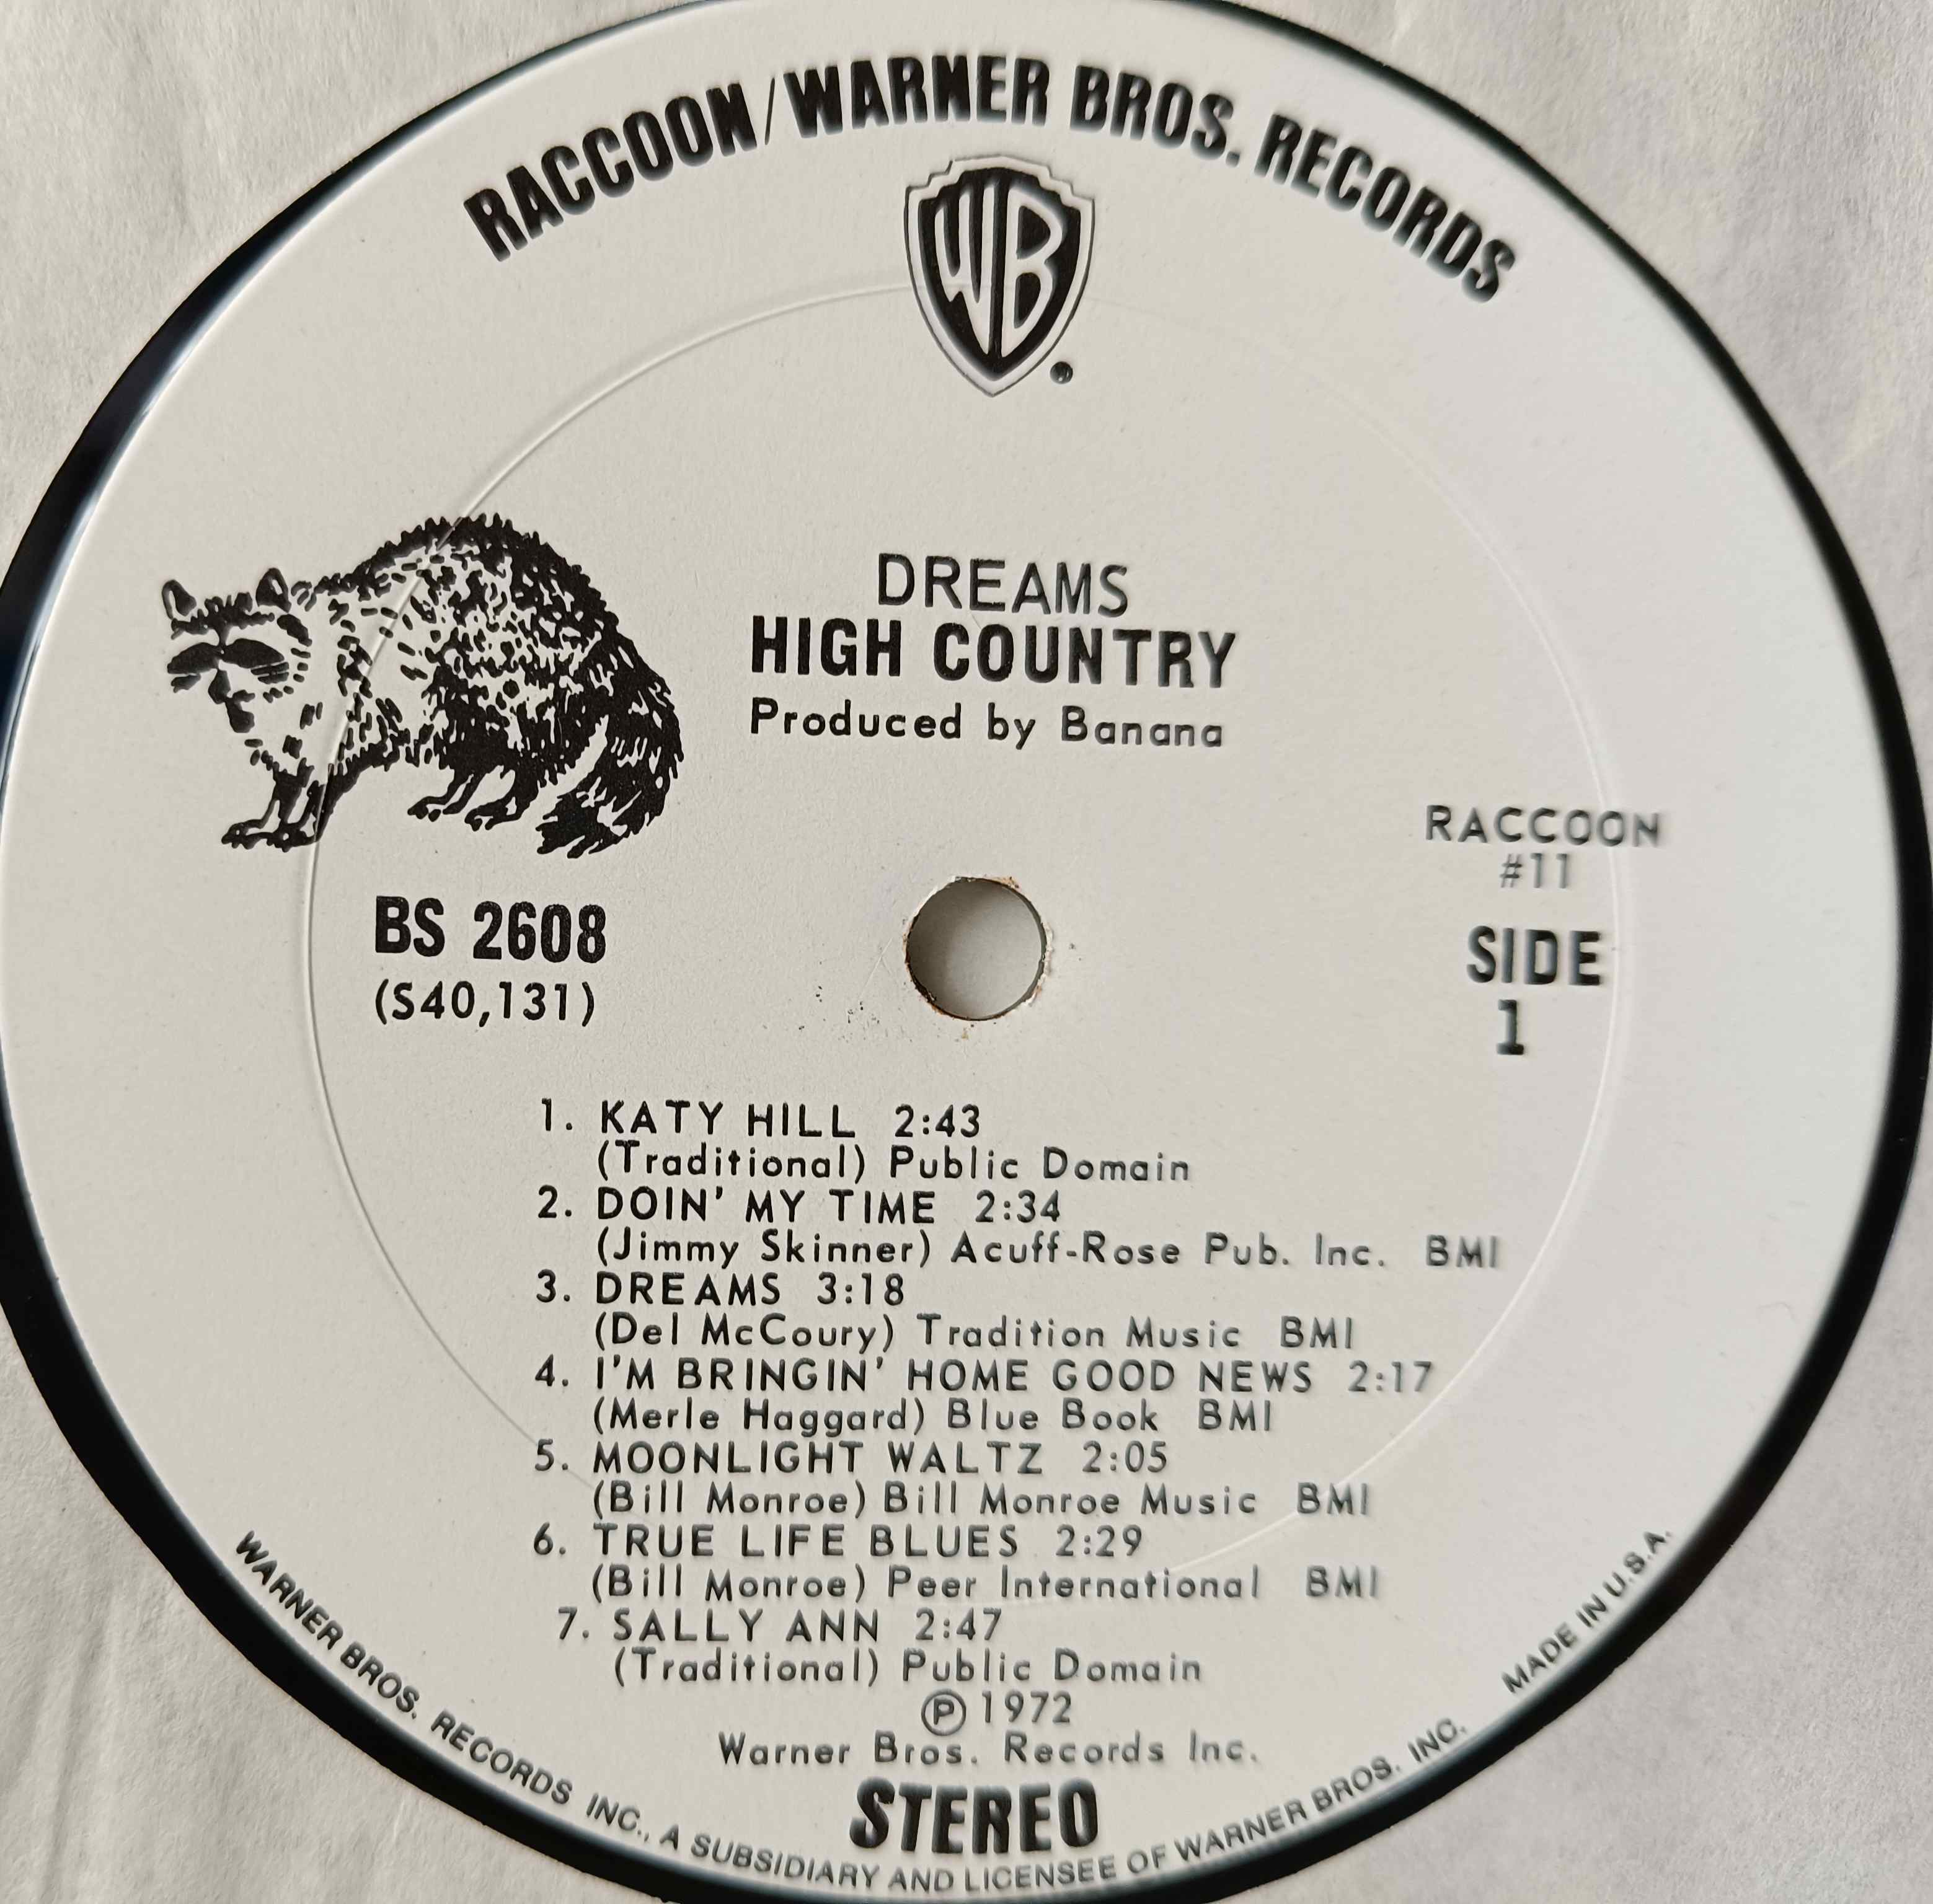 RACCOON/WARNER BROS. RECORDS
WB
DREAMS
HIGH COUNTRY
Produced by Banana
RACCOON
#11
SIDE
1
BS 2608
(S40,131)
1. KATY HILL 2:43
(Traditional) Public Domain
2. DOIN' MY TIME 2:34
(Jimmy Skinner) Acuff-Rose Pub. Inc. BMI
3. DREAMS 3:18
(Del McCoury) Tradition Music BMI
4. I'M BRINGIN' HOME GOOD NEWS 2:17
(Merle Haggard) Blue Book BMI
5. MOONLIGHT WALTZ 2:05
(Bill Monroe) Bill Monroe Music BMI
6. TRUE LIFE BLUES 2:29
(Bill Monroe) Peer International BMI
7. SALLY ANN 2:47
(Traditional) Public Domain
Ⓟ 1972
Warner Bros. Records Inc.
STEREO
WARNER BROS. RECORDS INC., A SUBSIDIARY AND LICENSEE OF WARNER BROS. INC. MADE IN U.S.A.